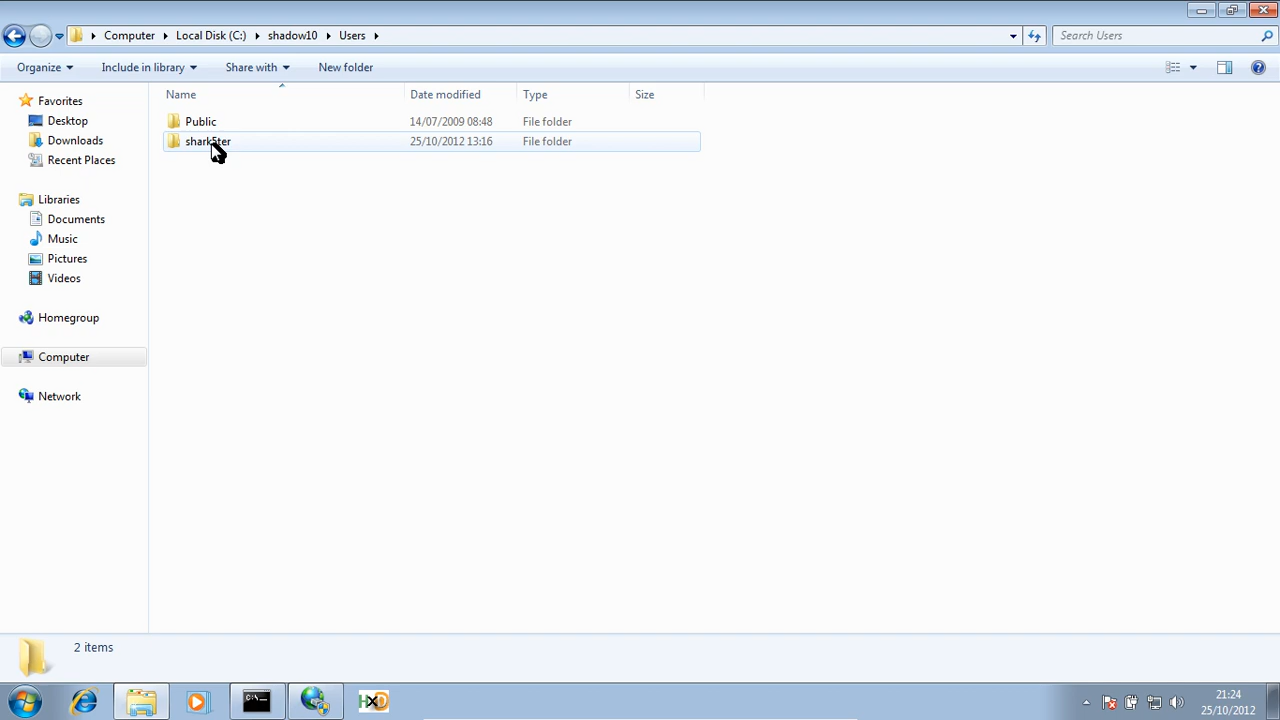 Computer Local Disk (C:) shadow10 Users Search Users
Organize Include in library Share with New folder
Name Date modified Type Size
Favorites
Desktop
Downloads
Recent Places
Libraries
Documents
Music
Pictures
Videos
Homegroup
Computer
Network
Public 14/07/2009 08:48 File folder
25/10/2012 13:16 File folder
2 items
C:\
21:24
25/10/2012